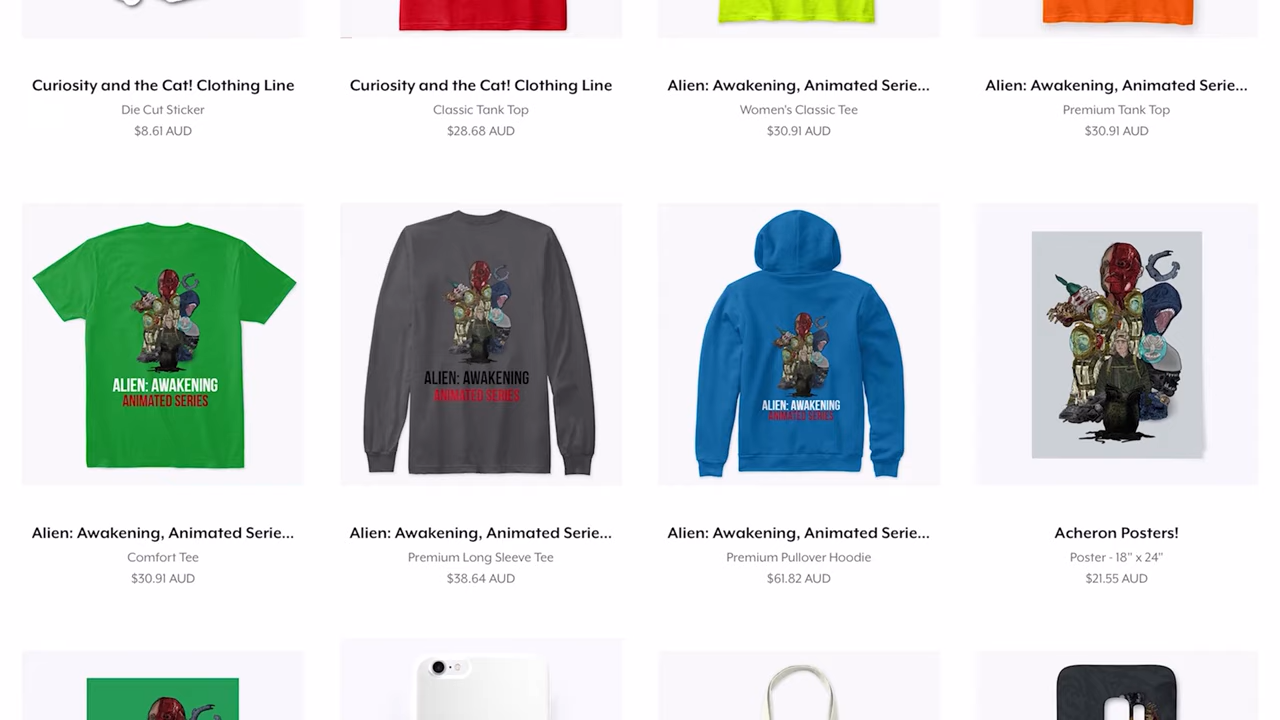 Curiosity and the Cat! Clothing Line
Die Cut Sticker
$8.61 AUD
Curiosity and the Cat! Clothing Line
Classic Tank Top
$28.68 AUD
Alien: Awakening, Animated Serie...
Women's Classic Tee
$30.91 AUD
Alien: Awakening, Animated Serie...
Premium Tank Top
$30.91 AUD
ALIEN: AWAKENING
ANIMATED SERIES
ALIEN: AWAKENING
ANIMATED SERIES
ALIEN: AWAKENING
ANIMATED SERIES
Alien: Awakening, Animated Serie...
Comfort Tee
$30.91 AUD
Alien: Awakening, Animated Serie...
Premium Long Sleeve Tee
$38.64 AUD
Alien: Awakening, Animated Serie...
Premium Pullover Hoodie
$61.82 AUD
Acheron Posters!
Poster - 18" x 24"
$21.55 AUD